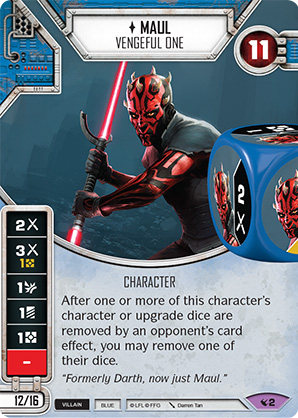 MAUL
VENGEFUL ONE
11
2
2
3
1
1
1
1
–
CHARACTER
After one or more of this character's
character or upgrade dice are
removed by an opponent's card
effect, you may remove one of
their dice.
“Formerly Darth, now just Maul.”
12/16
VILLAIN
BLUE
© LFL © FFG
Darren Tan
2